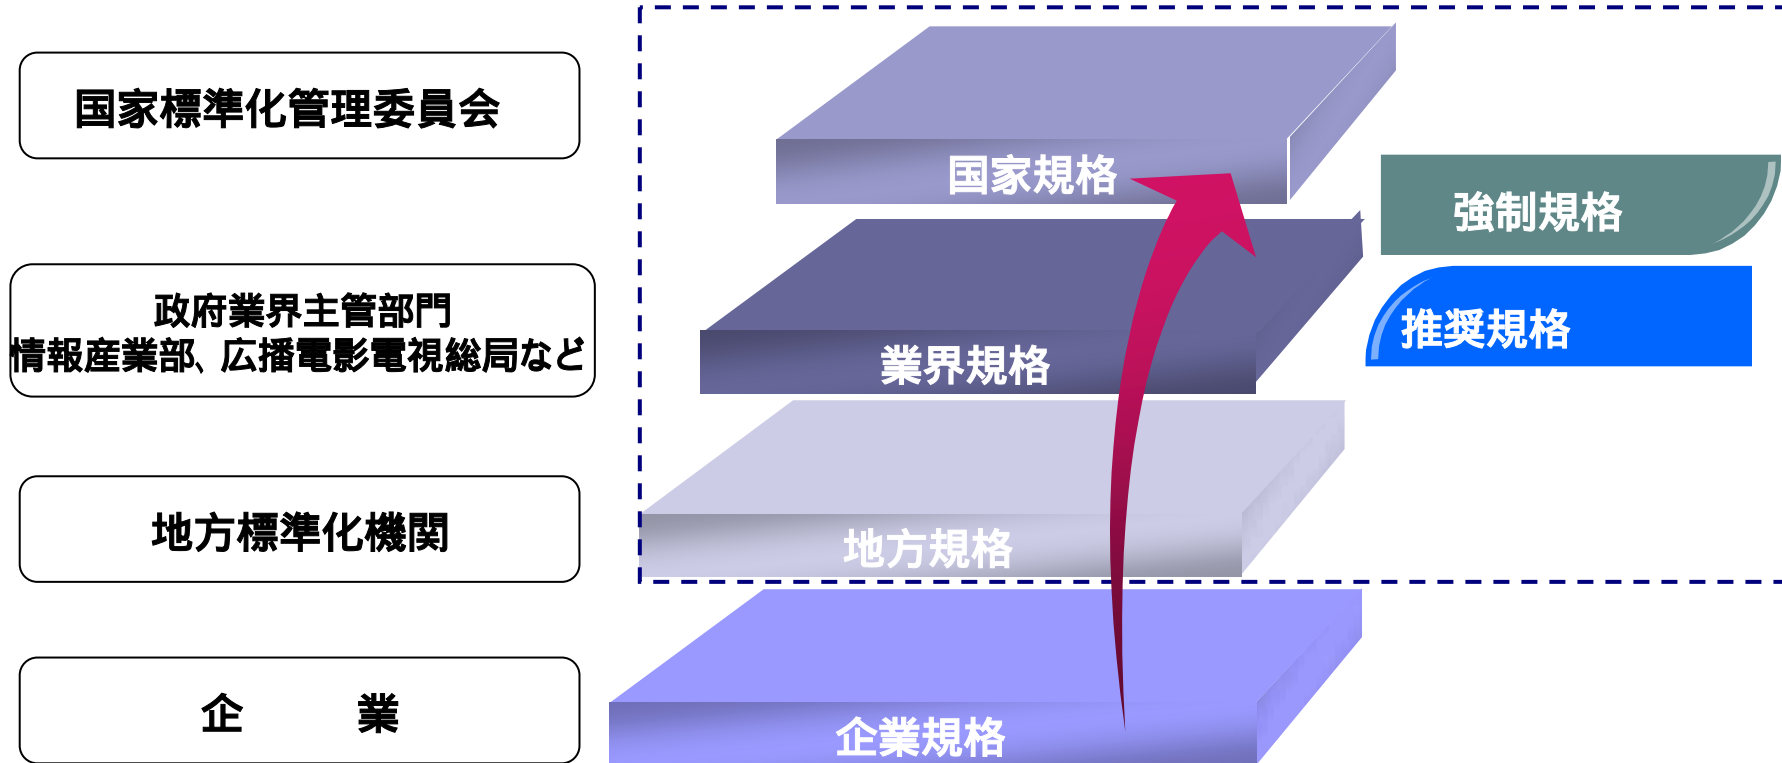 国家標準化管理委員会
国家規格
強制規格
政府業界主管部門
情報産業部、広播電影電視総局など
推奨規格
業界規格
地方標準化機関
地方規格
企　　業
企業規格